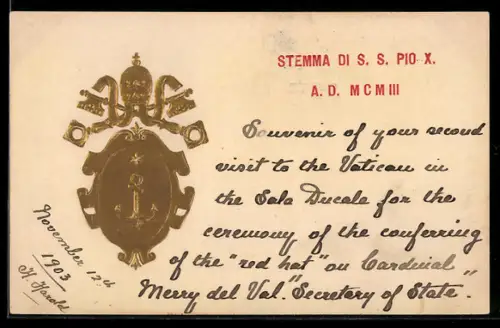 STEMMA DI S. S. PIO X.
A. D. MCMIII
Souvenir of your second
visit to the Vatican in
the Sala Ducale for the
ceremony of the conferring
of the "red hat" on Cardinal
Merry del Val." Secretary of State."
November 12th
1903
H. Harold